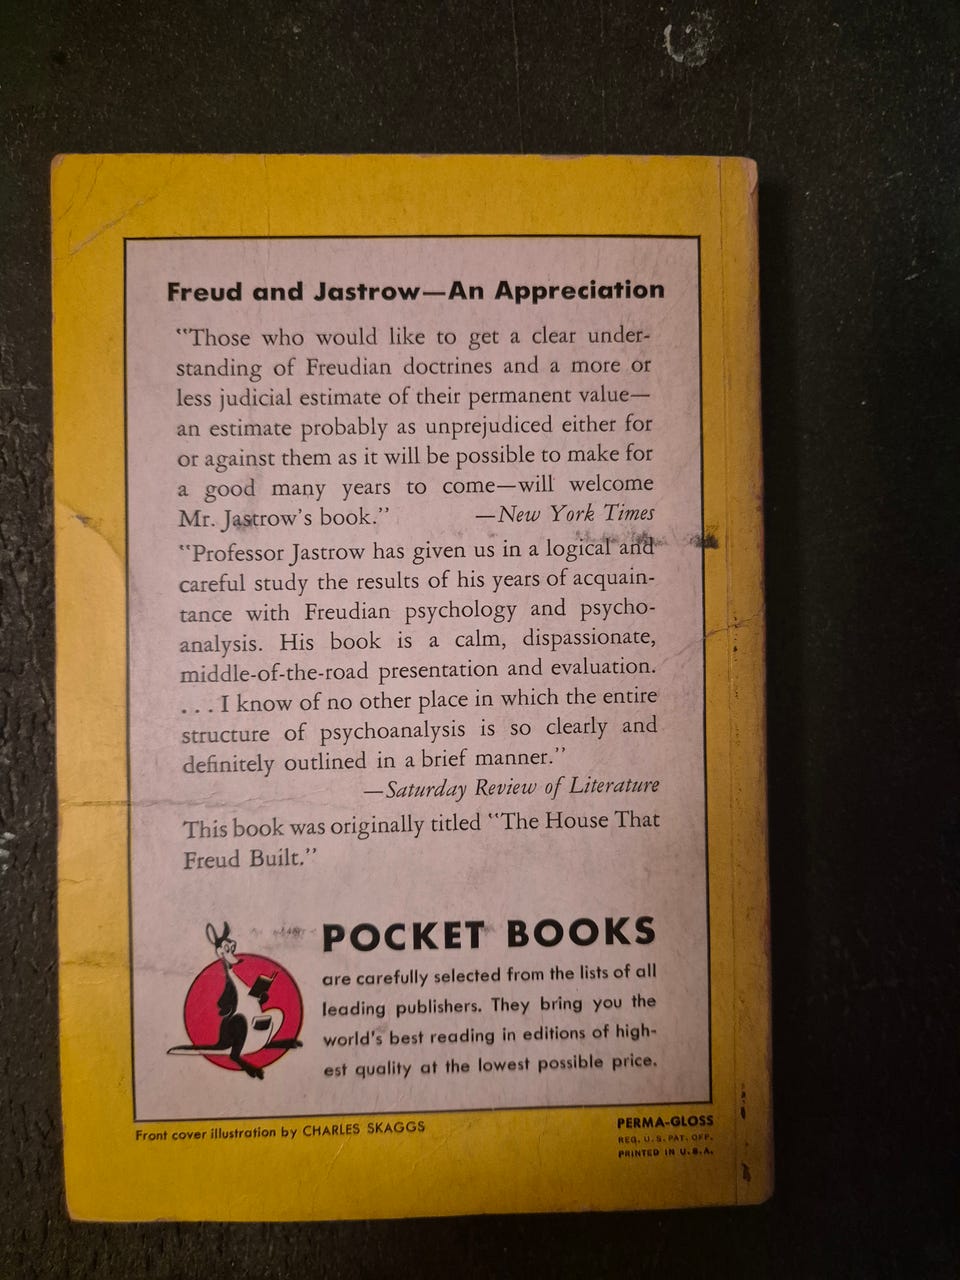 Freud and Jastrow—An Appreciation
"Those who would like to get a clear under-
standing of Freudian doctrines and a more or
less judicial estimate of their permanent value—
an estimate probably as unprejudiced either for
or against them as it will be possible to make for
a good many years to come—will welcome
Mr. Jastrow's book." —New York Times
"Professor Jastrow has given us in a logical and
careful study the results of his years of acquain-
tance with Freudian psychology and psycho-
analysis. His book is a calm, dispassionate,
middle-of-the-road presentation and evaluation.
. . . I know of no other place in which the entire
structure of psychoanalysis is so clearly and
definitely outlined in a brief manner."
—Saturday Review of Literature
This book was originally titled "The House That
Freud Built."
POCKET BOOKS
are carefully selected from the lists of all
leading publishers. They bring you the
world's best reading in editions of high-
est quality at the lowest possible price.
Front cover illustration by CHARLES SKAGGS
PERMA-GLOSS
REG. U.S. PAT. OFF.
PRINTED IN U.S.A.